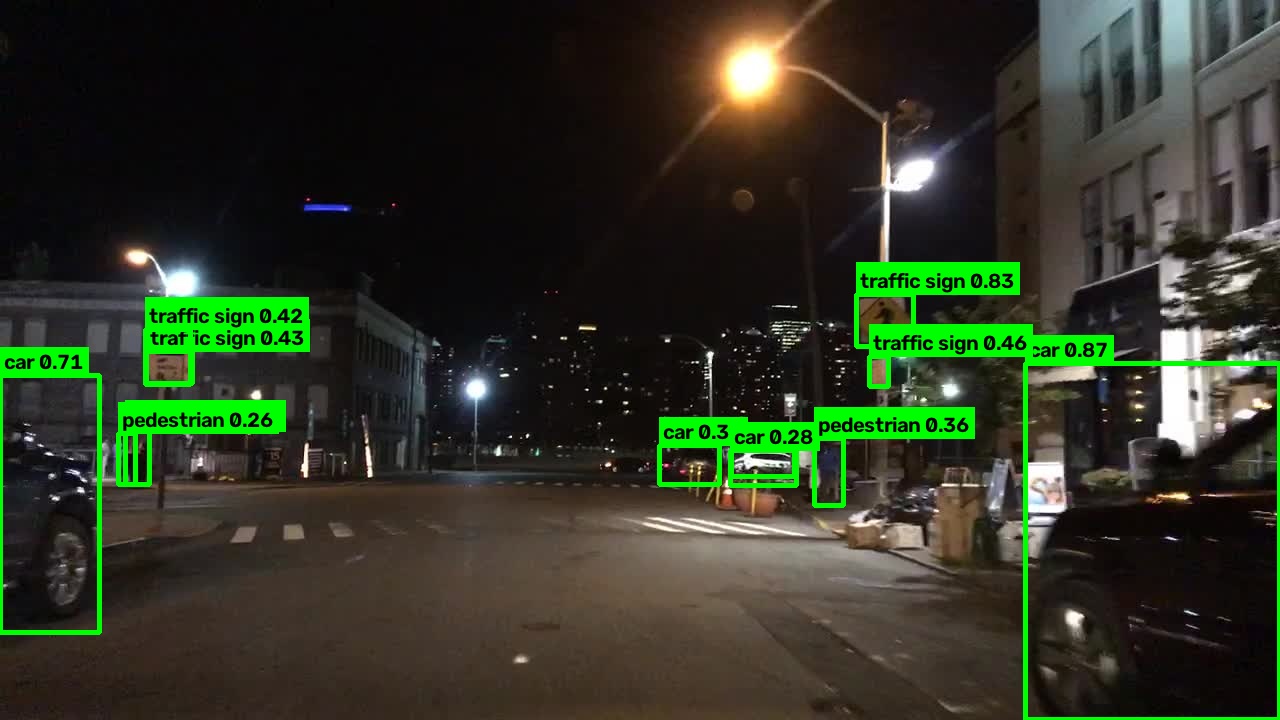 traffic sign 0.83
traffic sign 0.42
traffic sign 0.43
traffic sign 0.46
car 0.87
car 0.71
pedestrian 0.26
pedestrian 0.36
car 0.3
car 0.28